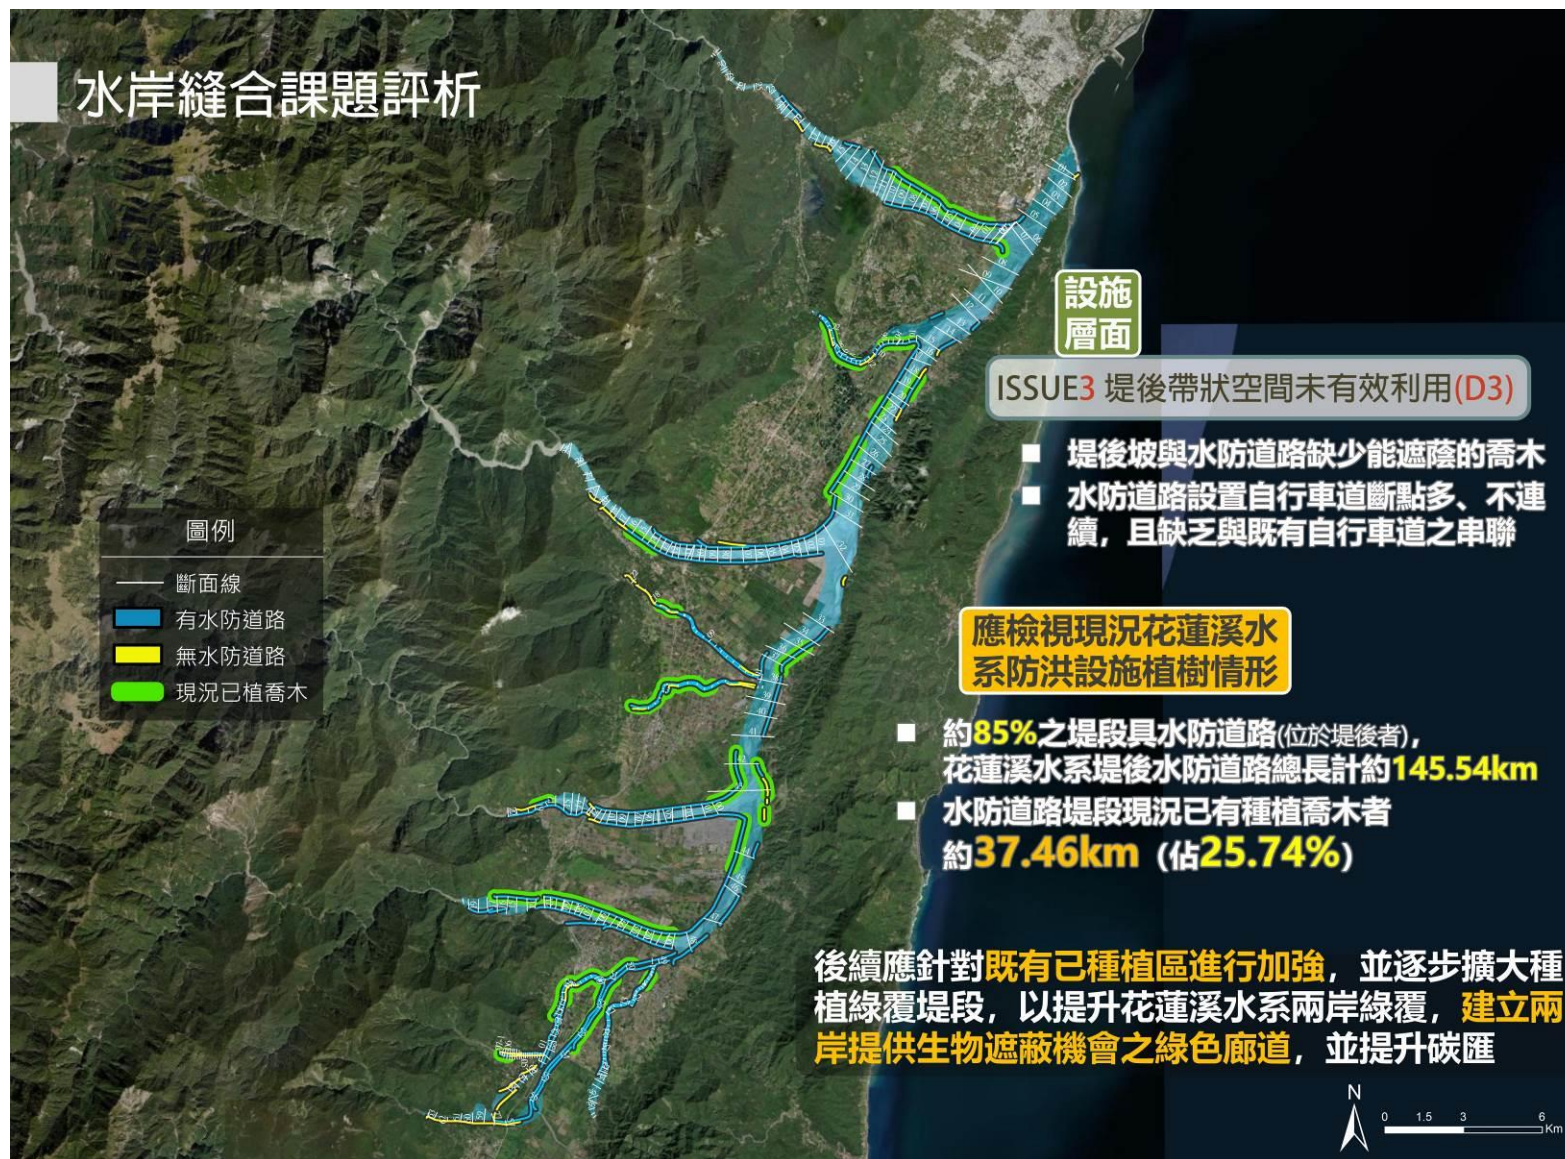 水岸縫合課題評析
設施
層面
ISSUE3 堤後帶狀空間未有效利用(D3)
■ 堤後坡與水防道路缺少能遮蔭的喬木
■ 水防道路設置自行車道斷點多、不連
續，且缺乏與既有自行車道之串聯
圖例
斷面線
有水防道路
無水防道路
現況已植喬木
應檢視現況花蓮溪水
系防洪設施植樹情形
■ 約85%之堤段具水防道路(位於堤後者)，
花蓮溪水系堤後水防道路總長計約145.54km
■ 水防道路堤段現況已有種植喬木者
約37.46km（佔25.74%）
後續應針對既有已種植區進行加強，並逐步擴大種
植綠覆堤段，以提升花蓮溪水系兩岸綠覆，建立兩
岸提供生物遮蔽機會之綠色廊道，並提升碳匯
N
0 1.5 3 6
Km